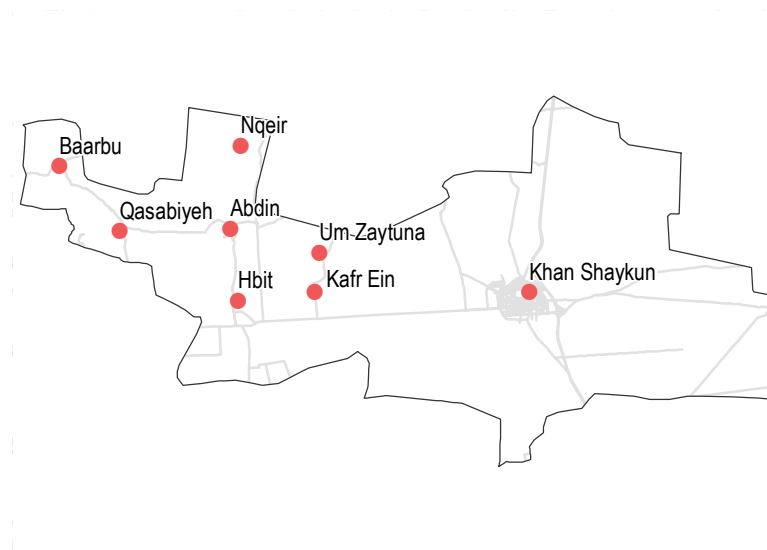 Nqeir
Baarbu
Qasabiyeh
Abdin
Um Zaytuna
Hbit
Kafr Ein
Khan Shaykun